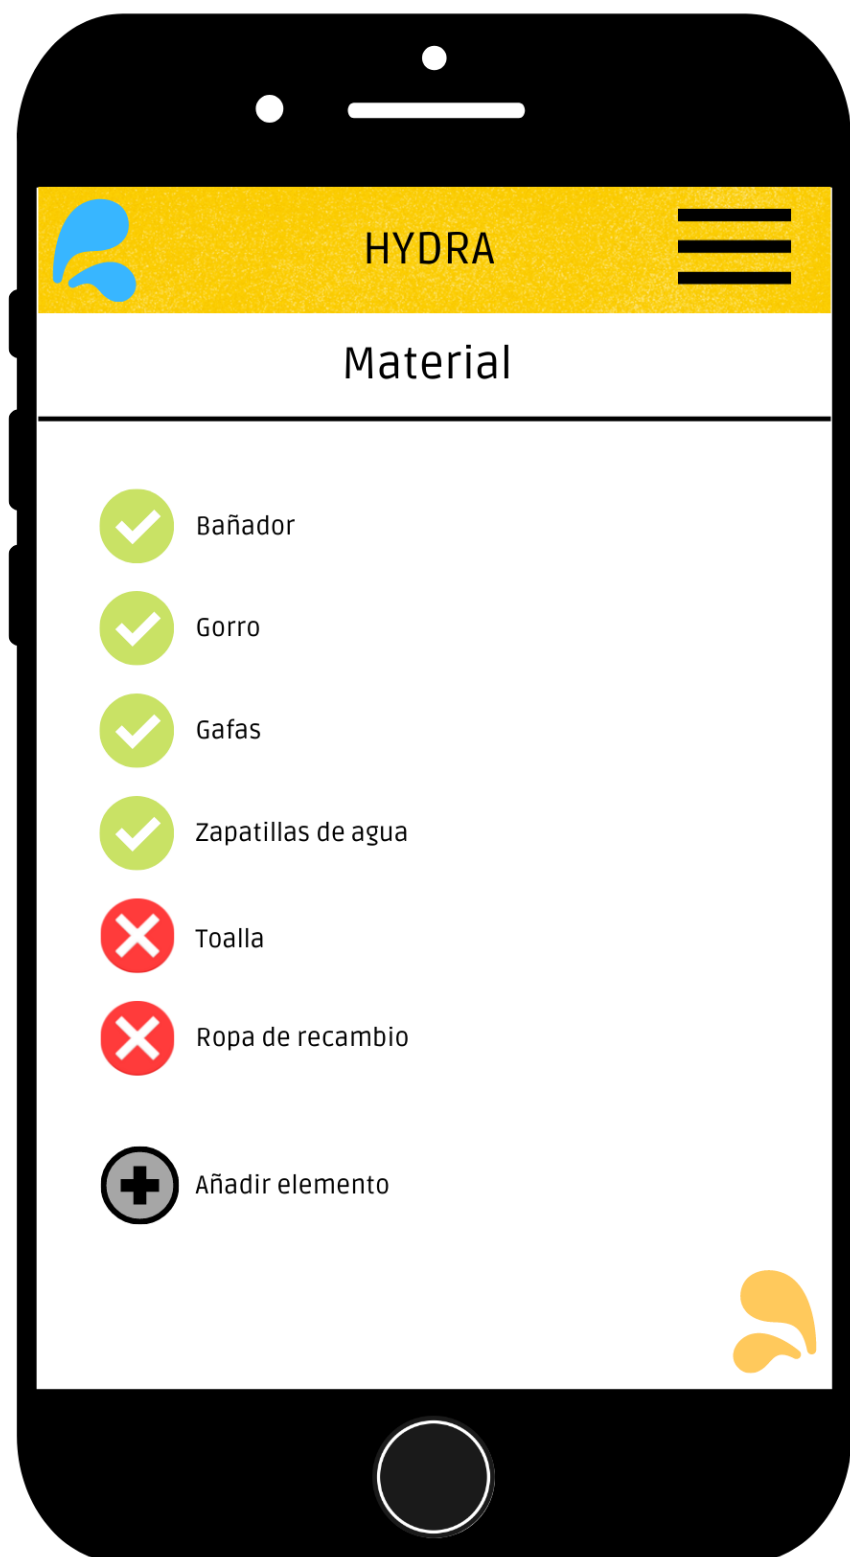 HYDRA
Material
Bañador
Gorro
Gafas
Zapatillas de agua
Toalla
Ropa de recambio
Añadir elemento